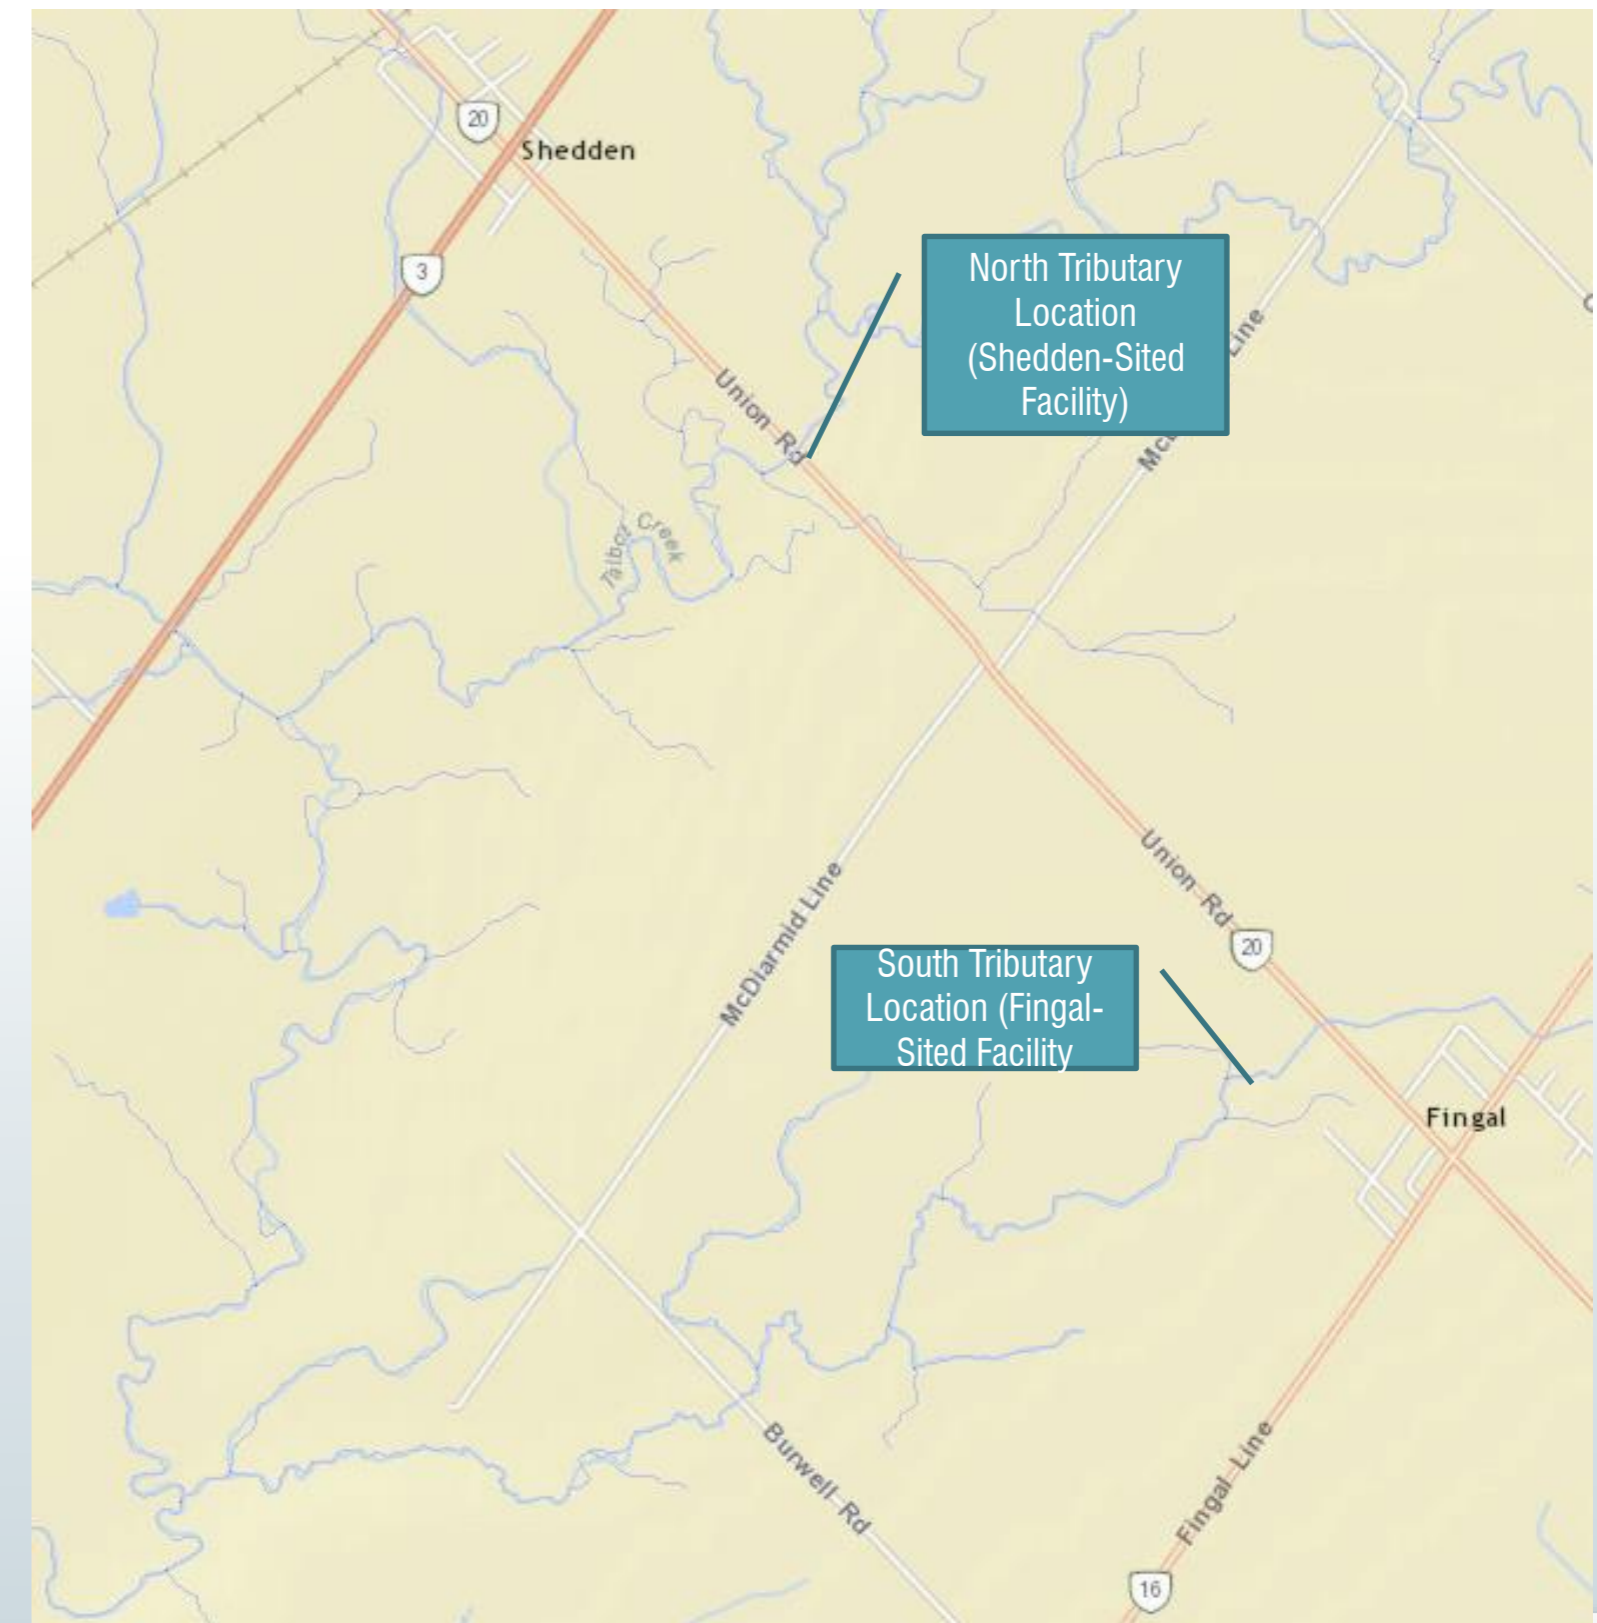 20
Shedden
3
North Tributary
Location
(Shedden-Sited
Facility)
Line
Union Rd
Talbot Creek
Union Rd
McDiarmid Line
20
South Tributary
Location (Fingal-
Sited Facility
Fingal
Burwell Rd
Fingal Line
16